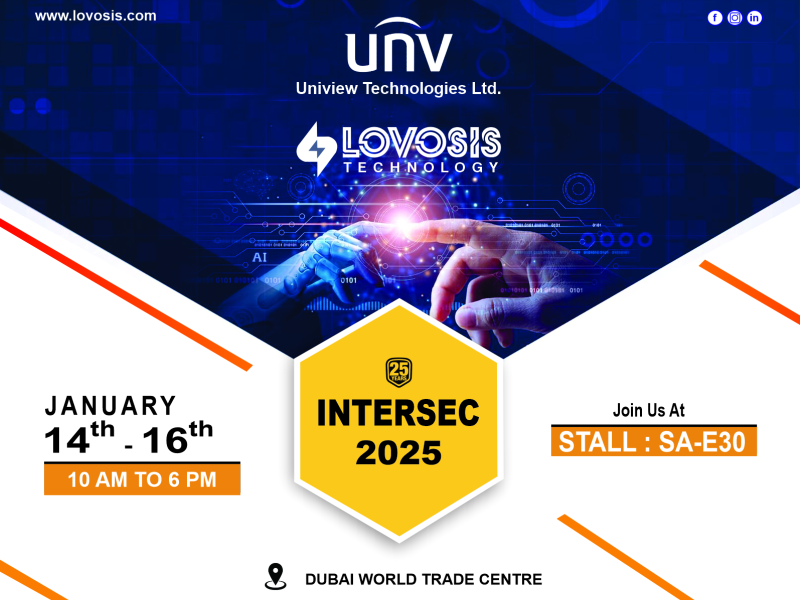 www.lovosis.com
unv
Uniview Technologies Ltd.
LOVOSIS
TECHNOLOGY
AI
0101
0101
25
YEARS
INTERSEC
2025
JANUARY
14th - 16th
10 AM TO 6 PM
Join Us At
STALL : SA-E30
DUBAI WORLD TRADE CENTRE